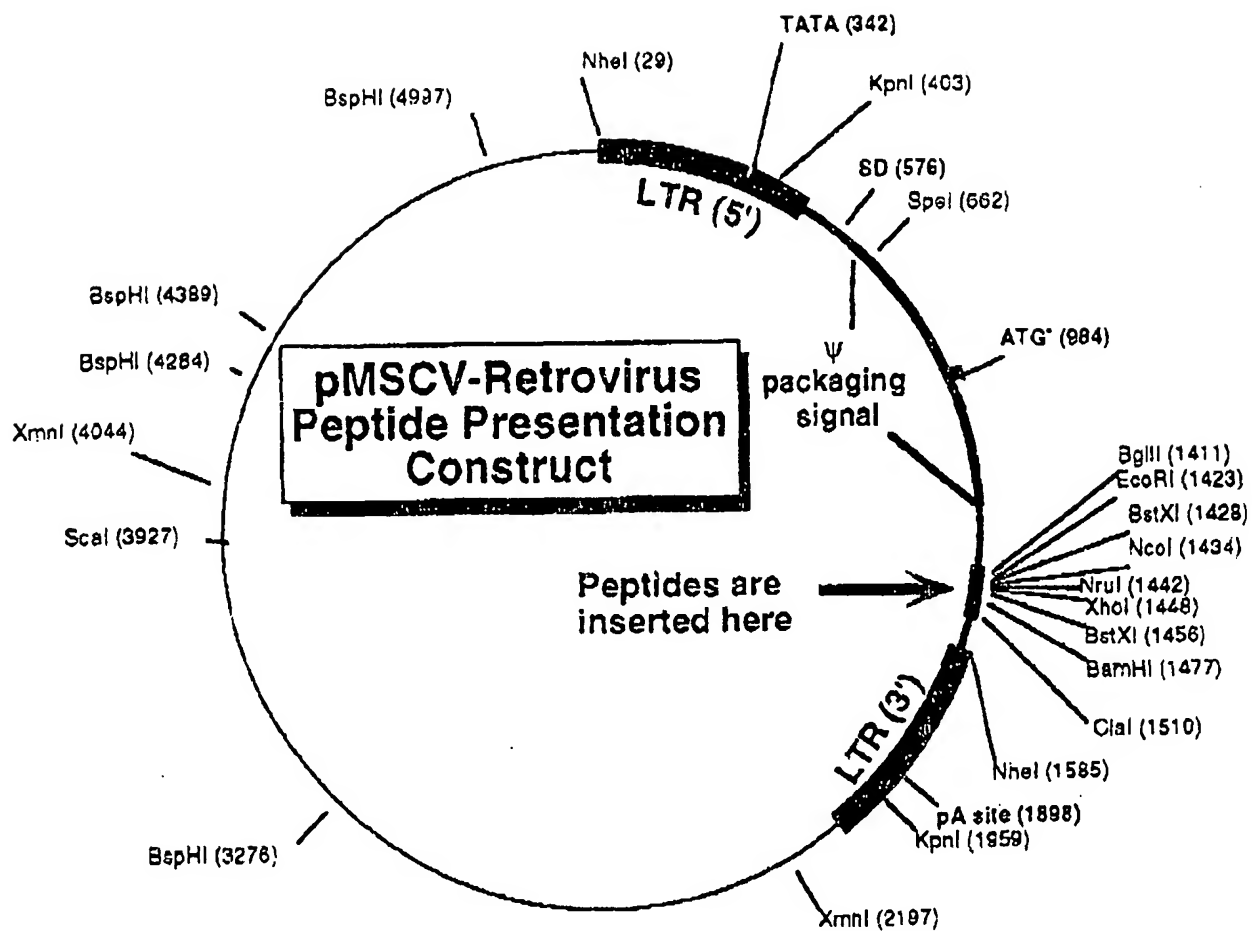 TATA (342)
NheI (29)
KpnI (403)
BspHI (4997)
SD (576)
SpeI (662)
LTR (5')
BspHI (4389)
BspHI (4284)
ATG* (984)
ψ
packaging
signal
pMSCV-Retrovirus
Peptide Presentation
Construct
XmnI (4044)
ScaI (3927)
BglII (1411)
EcoRI (1423)
BstXI (1428)
NcoI (1434)
NruI (1442)
XhoI (1448)
BstXI (1456)
BamHI (1477)
ClaI (1510)
Peptides are
inserted here
LTR (3')
NheI (1585)
pA site (1898)
KpnI (1959)
BspHI (3276)
XmnI (2197)